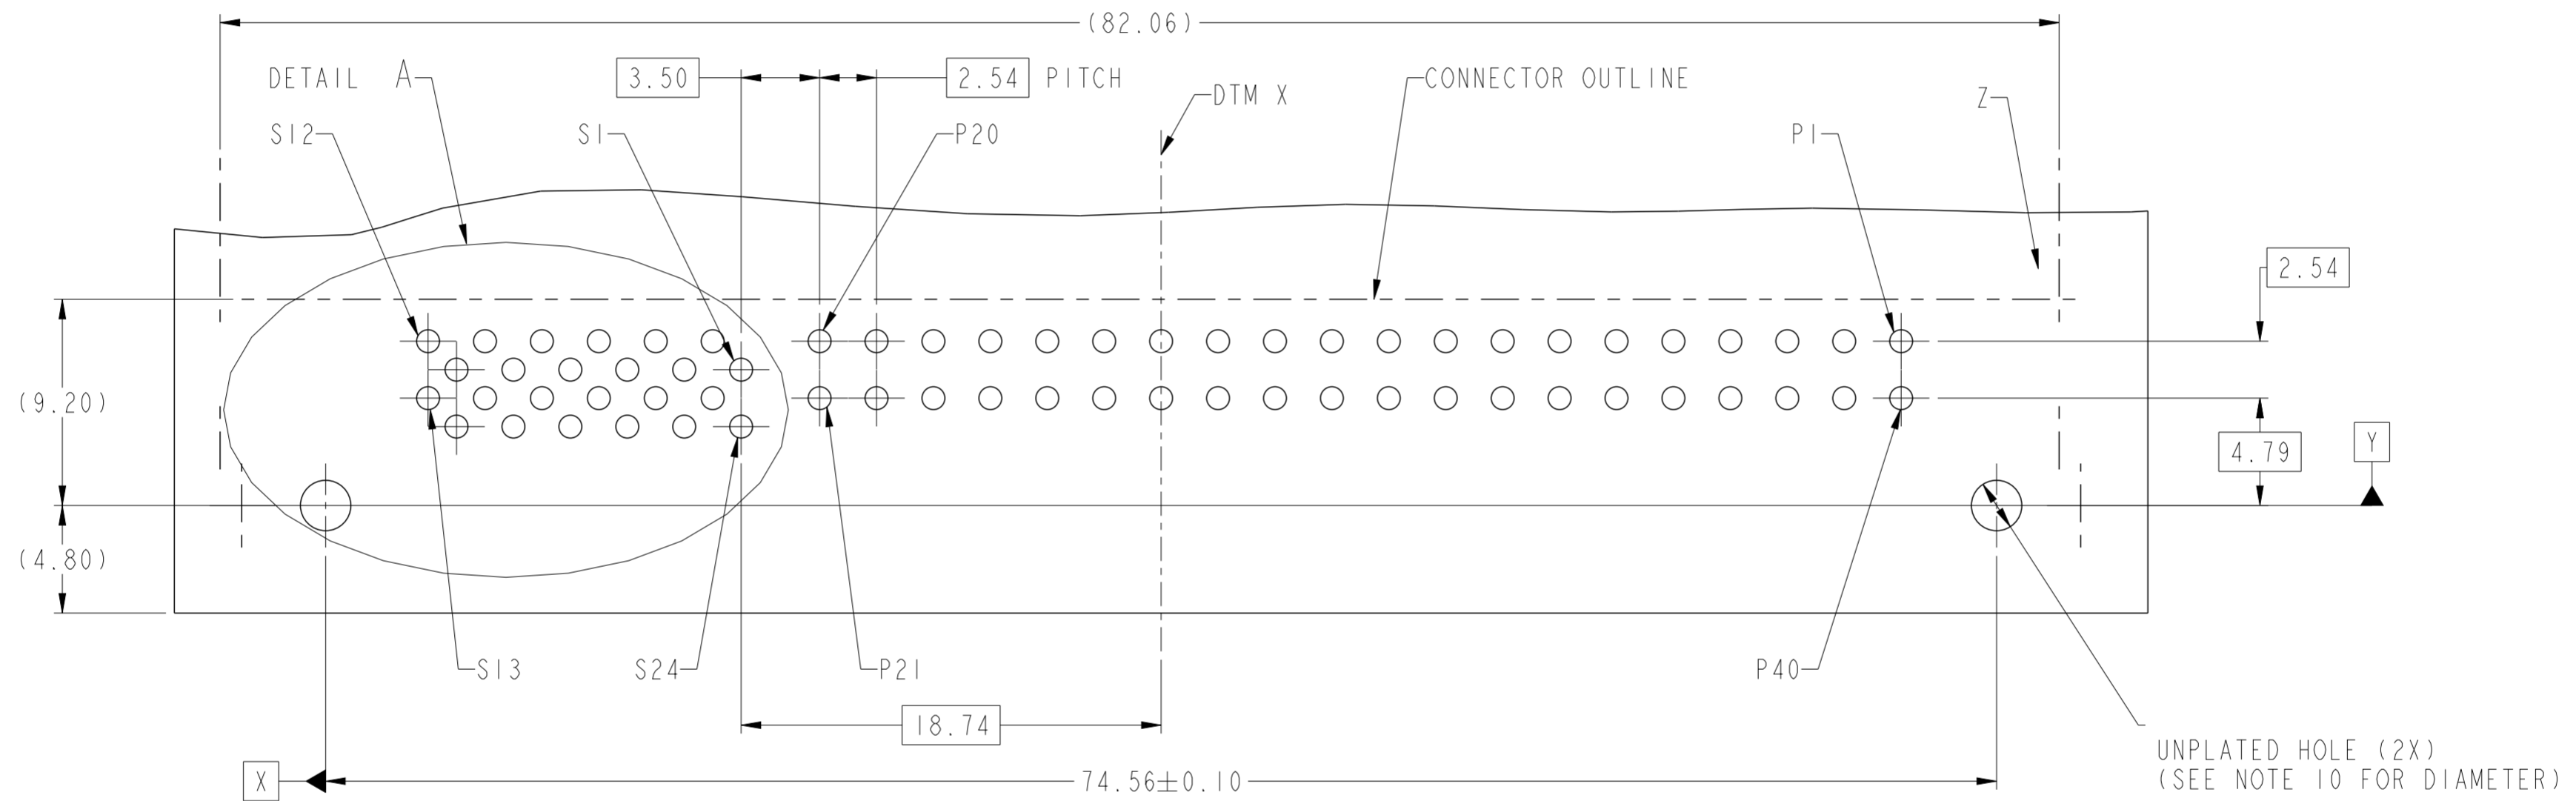 (82.06)
DETAIL A
3.50
2.54 PITCH
CONNECTOR OUTLINE
DTM X
Z
S12
S1
P20
P1
2.54
(9.20)
4.79
Y
(4.80)
S13
S24
P21
P40
18.74
X
74.56±0.10
UNPLATED HOLE (2X)
(SEE NOTE 10 FOR DIAMETER)